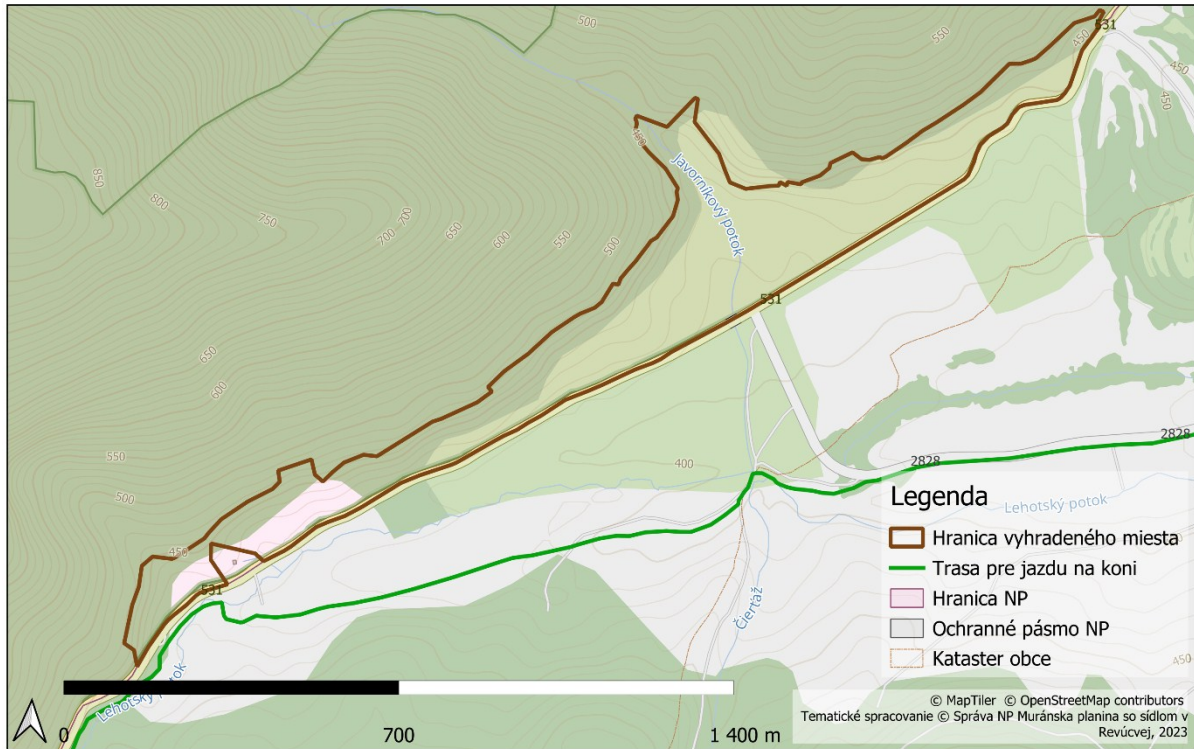 500
550
450
531
450
450
450
Javorníkový potok
850
800
750
700
700
650
600
550
500
531
650
600
550
500
450
400
2828
2828
531
Lehotský potok
Čierťaž
Lehotský potok
450
Legenda
Hranica vyhradeného miesta
Trasa pre jazdu na koni
Hranica NP
Ochranné pásmo NP
Kataster obce
0
700
1 400 m
© MapTiler © OpenStreetMap contributors
Tematické spracovanie © Správa NP Muránska planina so sídlom v
Revúcvej, 2023